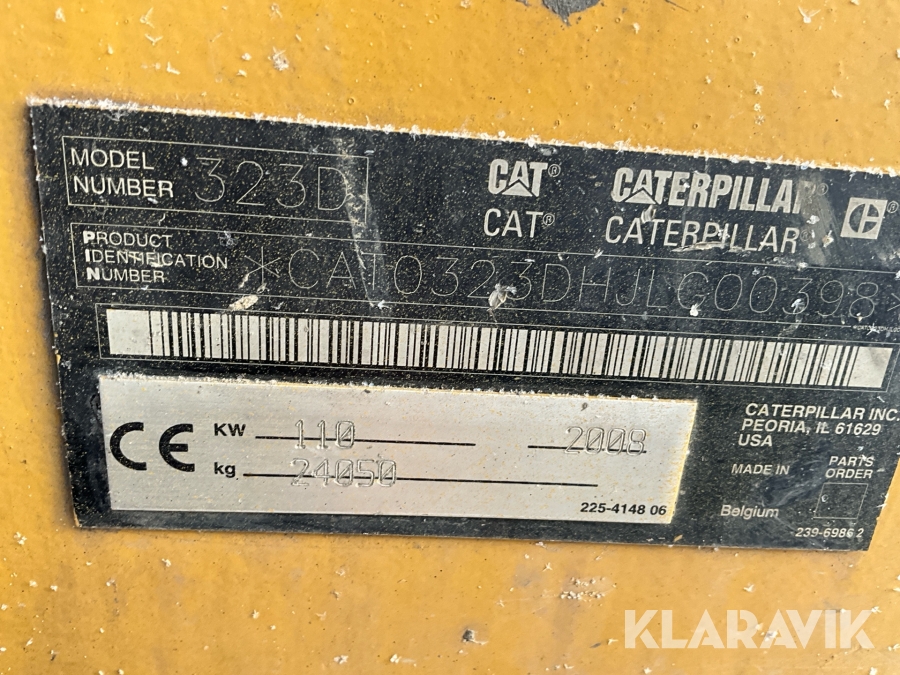 MODEL
NUMBER 323D
CAT® CATERPILLAR®
CAT® CATERPILLAR ®
PRODUCT
IDENTIFICATION
NUMBER
*CAT0323DHJLC00398*
CE KW 110 2008
kg 24050
225-4148 06
CATERPILLAR INC.
PEORIA, IL 61629
USA
MADE IN
Belgium
PARTS
ORDER
239-6986 2
KLARAVIK